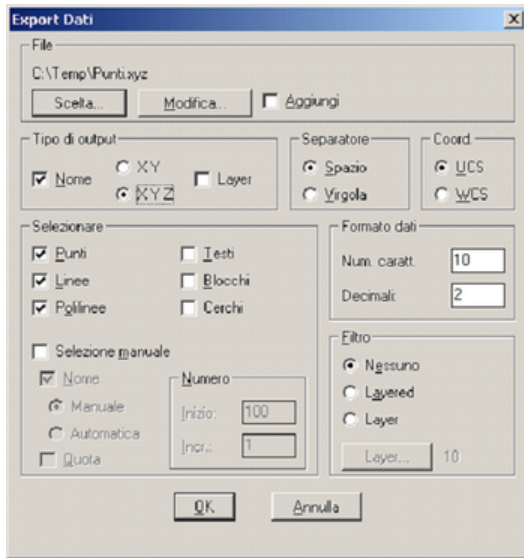 Export Dati
File
C:\Temp\Punti.xyz
Scelta... Modifica... Aggiungi
Tipo di output
Nome XY XYZ Layer
Separatore
Spazio
Virgola
Coord.
UCS
WCS
Selezionare
Punti Testi
Linee Blocchi
Polilinee Cerchi
Selezione manuale
Nome
Manuale
Automatica
Quota
Numero
Inizio: 100
Incr.: 1
Formato dati
Num. caratt. 10
Decimali: 2
Filtro
Nessuno
Layered
Layer
Layer... 10
OK Annulla